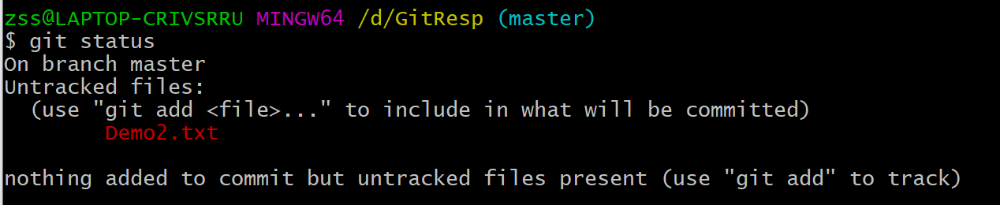 zss@LAPTOP-CRIVSRRU MINGW64 /d/GitResp (master)
$ git status
On branch master
Untracked files:
  (use "git add <file>..." to include in what will be committed)
        Demo2.txt

nothing added to commit but untracked files present (use "git add" to track)